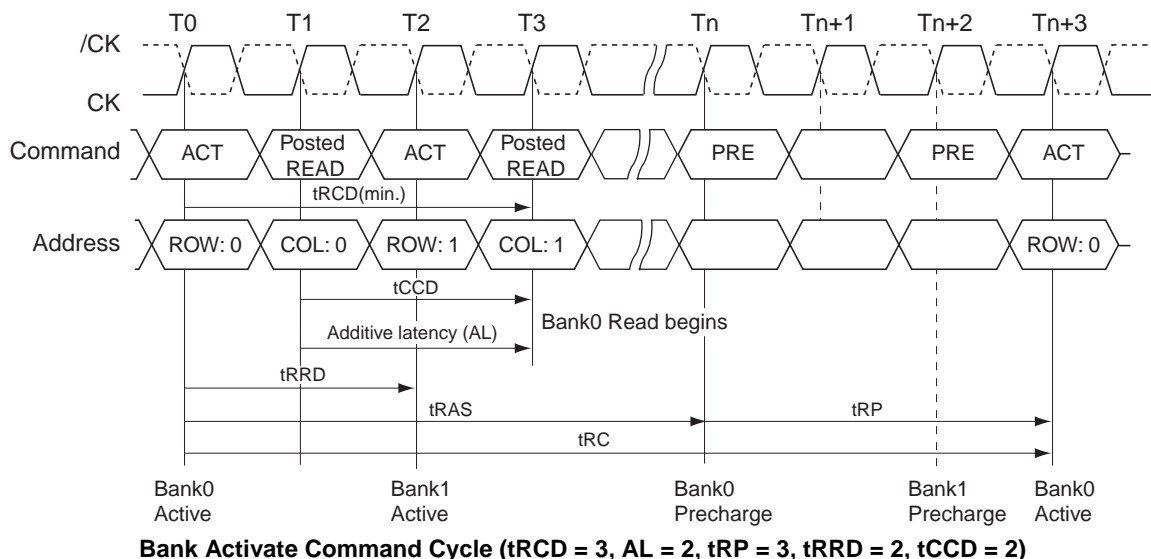 T0 T1 T2 T3 Tn Tn+1 Tn+2 Tn+3
/CK
CK
Command ACT Posted READ ACT Posted READ PRE PRE ACT
tRCD(min.)
Address ROW: 0 COL: 0 ROW: 1 COL: 1 ROW: 0
tCCD
Bank0 Read begins
Additive latency (AL)
tRRD
tRAS tRP
tRC
Bank0 Active Bank1 Active Bank0 Precharge Bank1 Precharge Bank0 Active
Bank Activate Command Cycle (tRCD = 3, AL = 2, tRP = 3, tRRD = 2, tCCD = 2)